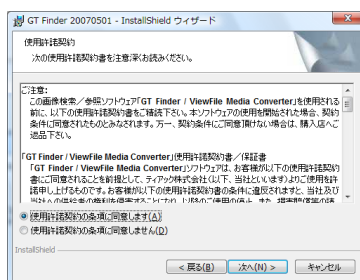 GT Finder 20070501 - InstallShield ウィザード
使用許諾契約
次の使用許諾契約書を注意深くお読みください。
ご注意:
この画像検索/参照ソフトウェア「GT Finder / ViewFile Media Converter」を使用される
前に、以下の使用許諾契約書をご精読下さい。本ソフトウェアの使用を開始された場合、契約
条件に同意されたものとみなされます。万一、契約条件にご同意頂けない場合は、購入店へご
返品下さい。
「GT Finder / ViewFile Media Converter」使用許諾契約書/保証書
「GT Finder / ViewFile Media Converter」ソフトウェアは、お客様が以下の使用許諾契約
書にご同意されることを前提として、ティアック株式会社(以下、当社といいます)よりご使用を許
諾申し上げるものです。お客様が以下の使用許諾契約書の条件に違反されますと、当社及び
使用許諾契約の条項に同意します(A)
使用許諾契約の条項に同意しません(D)
InstallShield
< 戻る(B)
次へ(N) >
キャンセル